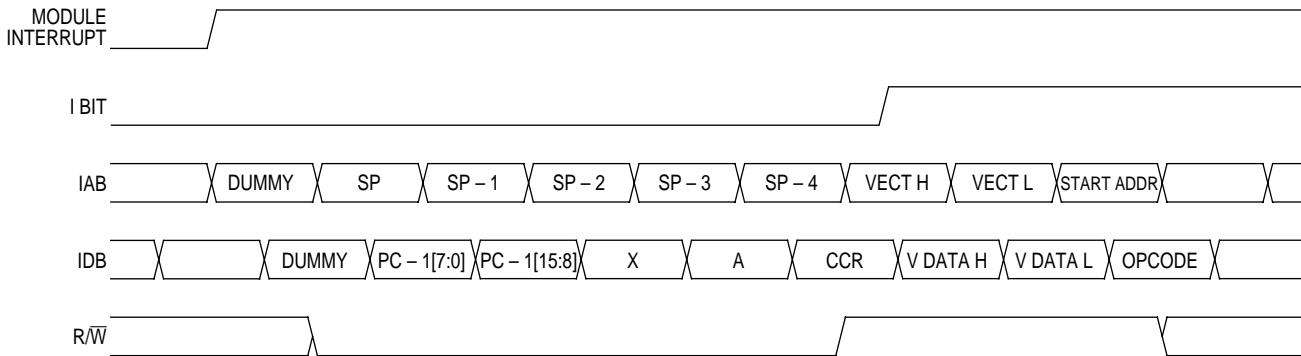 MODULE
INTERRUPT
I BIT
IAB DUMMY SP SP – 1 SP – 2 SP – 3 SP – 4 VECT H VECT L START ADDR
IDB DUMMY PC – 1[7:0] PC – 1[15:8] X A CCR V DATA H V DATA L OPCODE
R/W̅